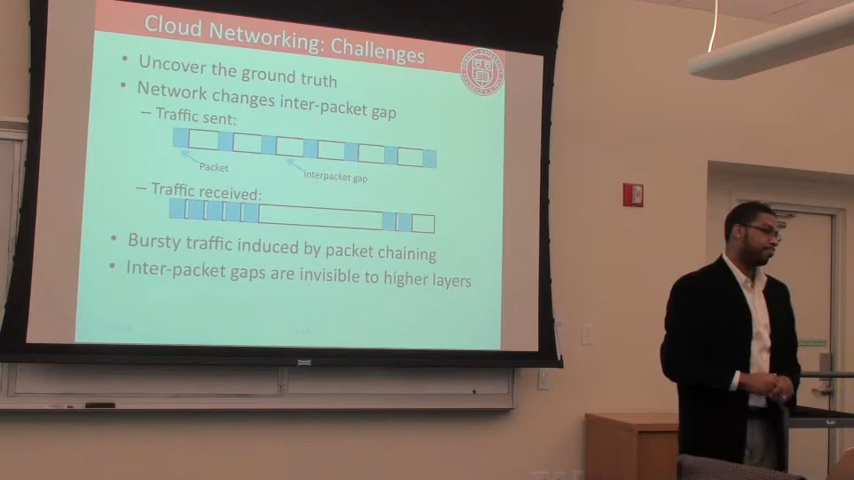 Cloud Networking: Challenges
• Uncover the ground truth
• Network changes inter-packet gap
– Traffic sent:
Packet
Interpacket gap
– Traffic received:
• Bursty traffic induced by packet chaining
• Inter-packet gaps are invisible to higher layers